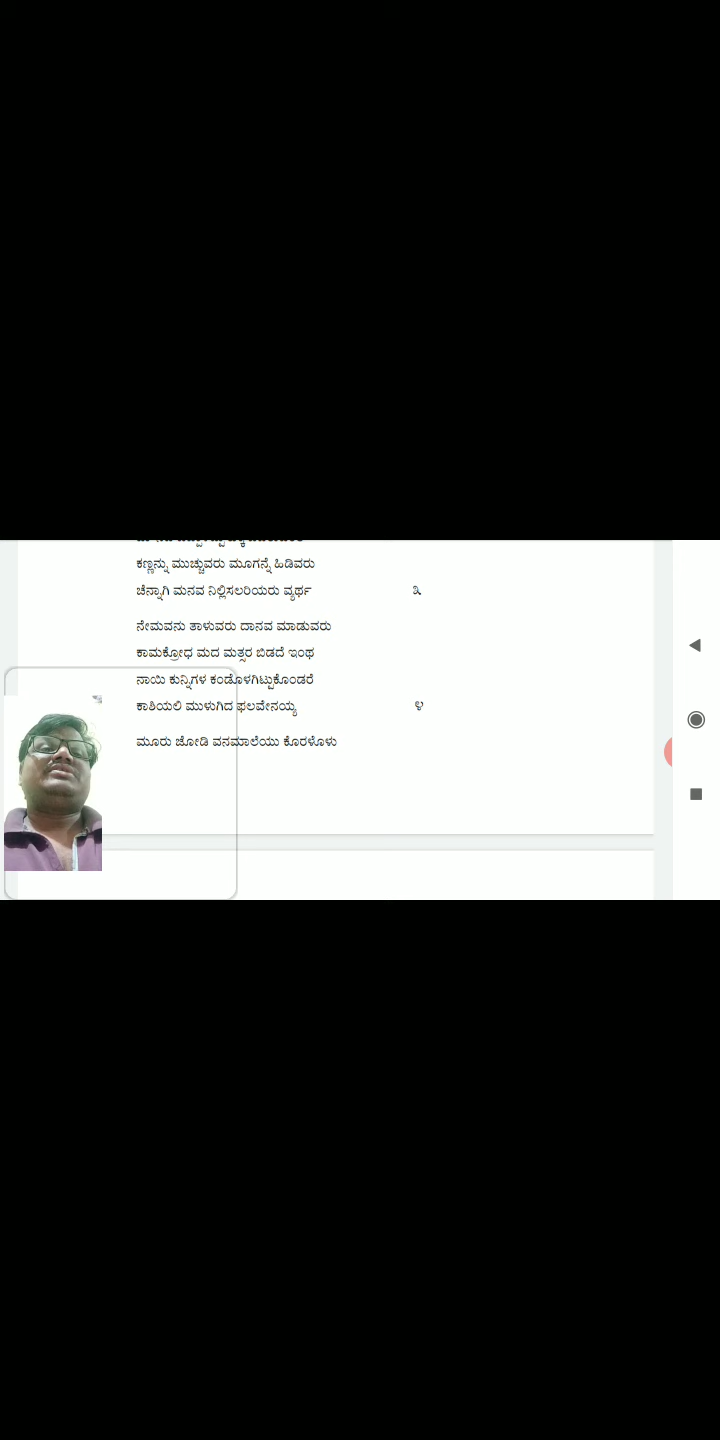 ಕಣ್ಣನ್ನು ಮುಚ್ಚುವರು ಮೂಗನ್ನೆ ಹಿಡಿವರು
ಚೆನ್ನಾಗಿ ಮನವ ನಿಲ್ಲಿಸಲರಿಯರು ವ್ಯರ್ಥ ೩
ನೇಮವನು ತಾಳುವರು ದಾನವ ಮಾಡುವರು
ಕಾಮಕ್ರೋಧ ಮದ ಮತ್ಸರ ಬಿಡದೆ ಇಂಥ
ನಾಯಿ ಕುನ್ನಿಗಳ ಕಂಡೊಳಗಿಟ್ಟುಕೊಂಡರೆ
ಕಾಶಿಯಲಿ ಮುಳುಗಿದ ಫಲವೇನಯ್ಯ ೪
ಮೂರು ಜೋಡಿ ವನಮಾಲೆಯು ಕೊರಳೊಳು